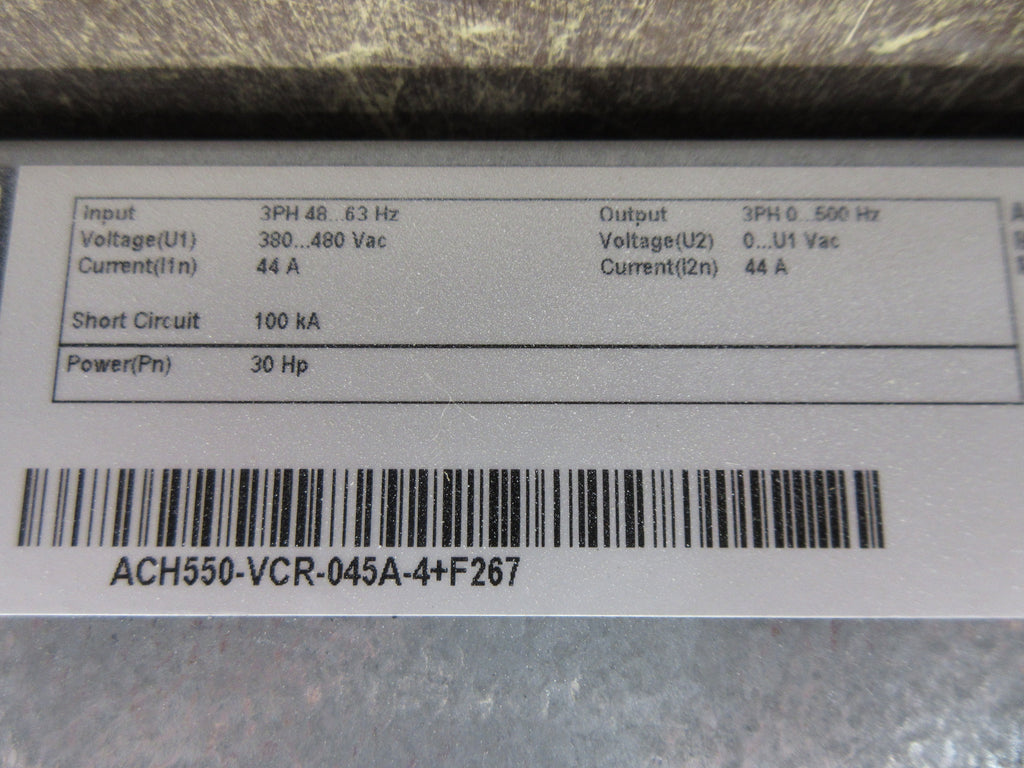 Input 3PH 48...63 Hz Output 3PH 0...500 Hz
Voltage(U1) 380...480 Vac Voltage(U2) 0...U1 Vac
Current(I1n) 44 A Current(I2n) 44 A
Short Circuit 100 kA
Power(Pn) 30 Hp
ACH550-VCR-045A-4+F267